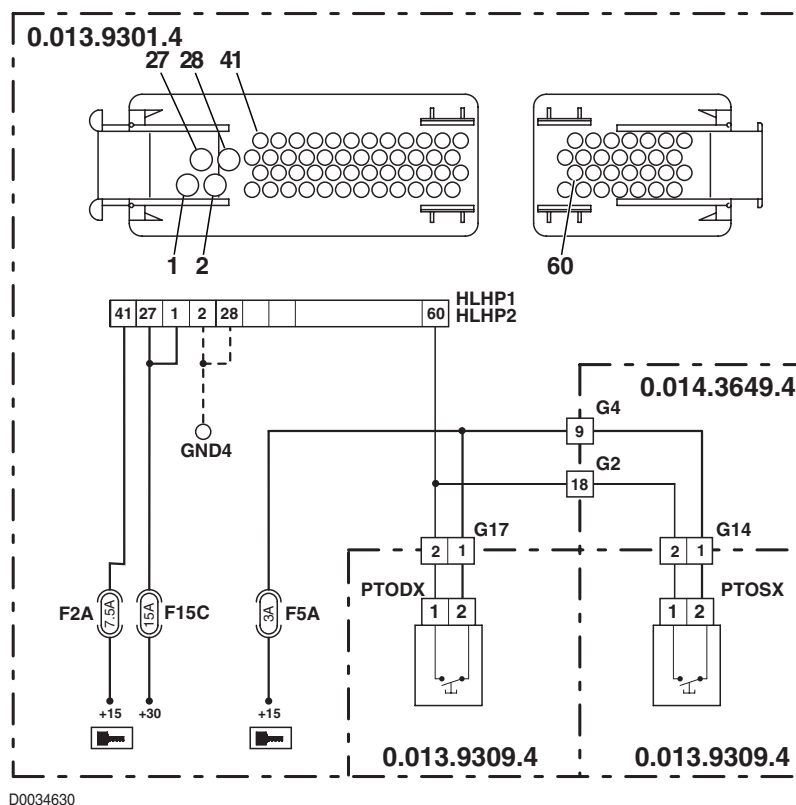 0.013.9301.4
27 28 41
1 2
60
41 27 1 2 28 60
HLHP1
HLHP2
0.014.3649.4
G4
9
GND4
G2
18
G17
G14
2 1
2 1
PTODX
PTOSX
1 2
1 2
F2A 7.5A
15A F15C
3A F5A
+15 +30
+15
0.013.9309.4
0.013.9309.4
D0034630